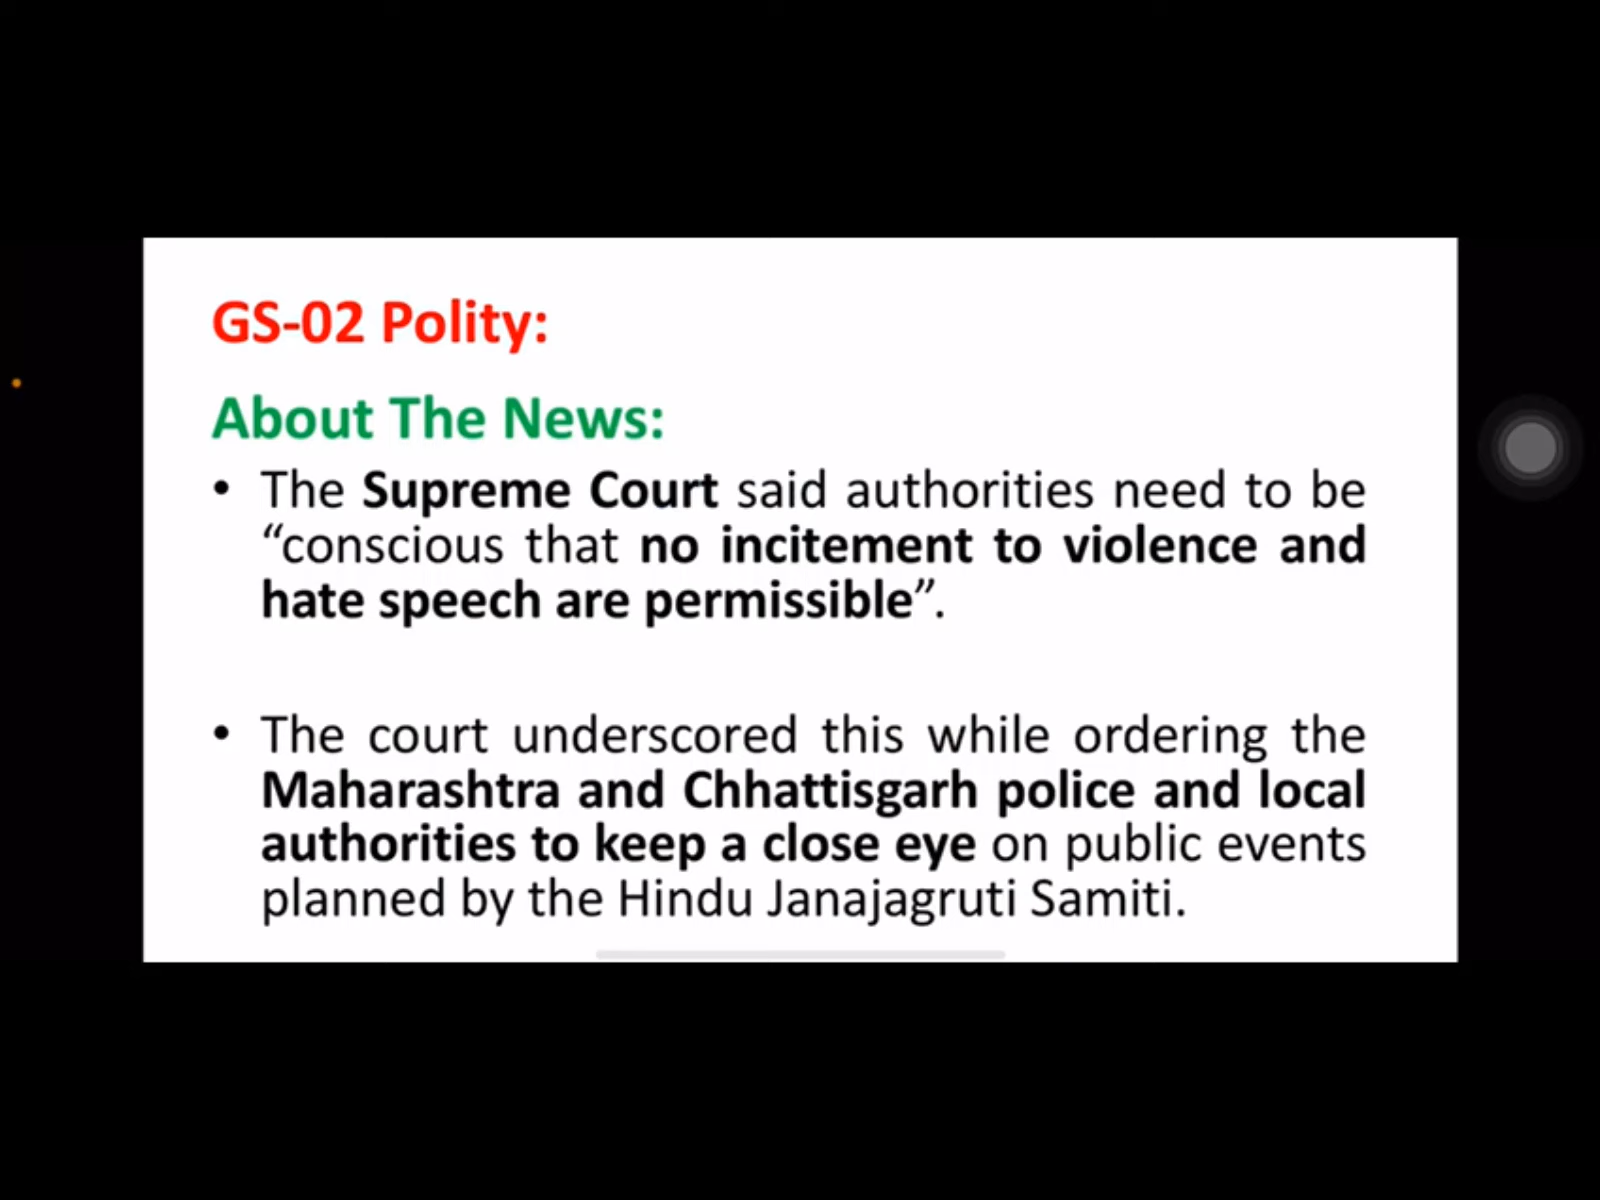 GS-02 Polity:
About The News:
• The Supreme Court said authorities need to be
“conscious that no incitement to violence and
hate speech are permissible”.
• The court underscored this while ordering the
Maharashtra and Chhattisgarh police and local
authorities to keep a close eye on public events
planned by the Hindu Janajagruti Samiti.